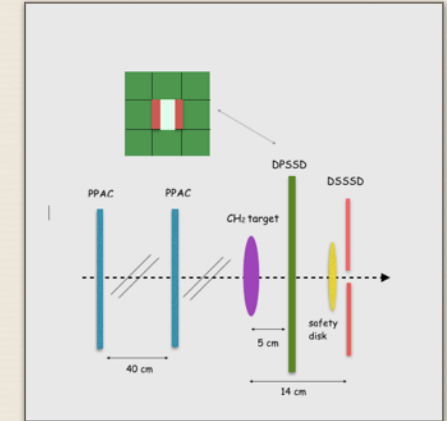 DPSSD
DSSSD
PPAC
PPAC
CH₂ target
safety
disk
5 cm
40 cm
14 cm